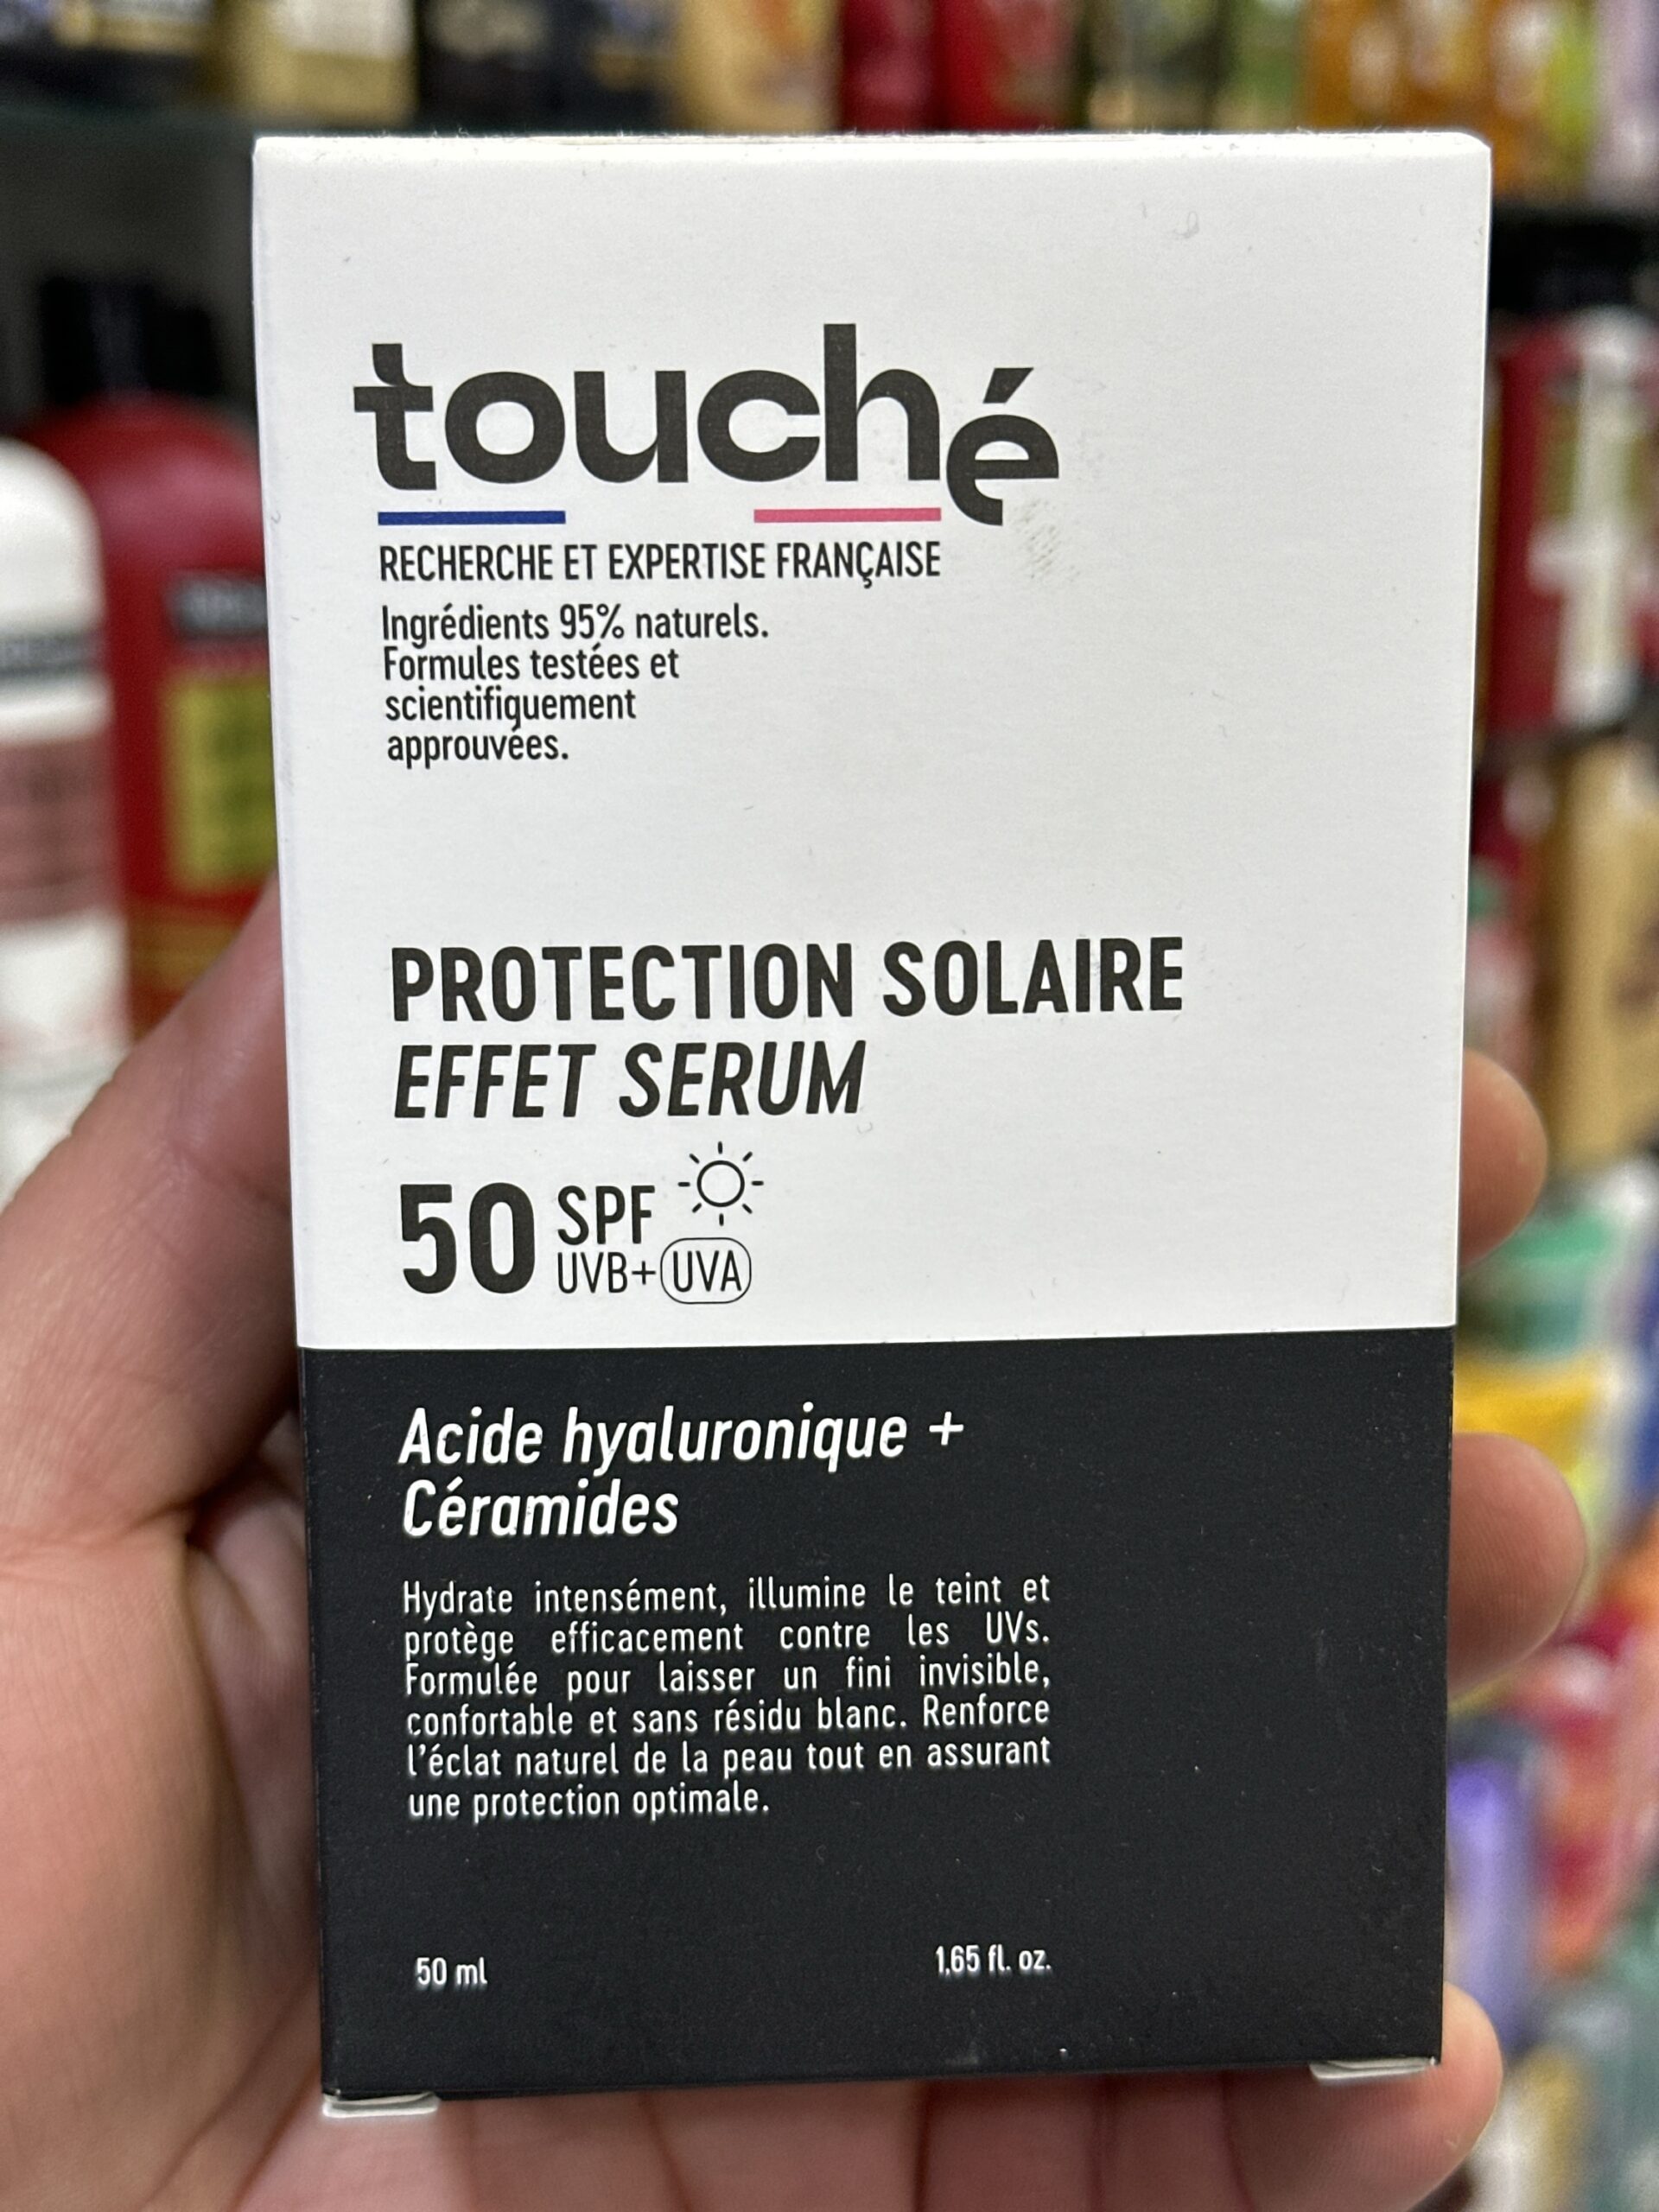 touché
RECHERCHE ET EXPERTISE FRANÇAISE
Ingrédients 95% naturels.
Formules testées et
scientifiquement
approuvées.
PROTECTION SOLAIRE
EFFET SERUM
50 SPF
UVB+ UVA
Acide hyaluronique +
Céramides
Hydrate intensément, illumine le teint et
protège efficacement contre les UVs.
Formulée pour laisser un fini invisible,
confortable et sans résidu blanc. Renforce
l'éclat naturel de la peau tout en assurant
une protection optimale.
50 ml 1,65 fl. oz.